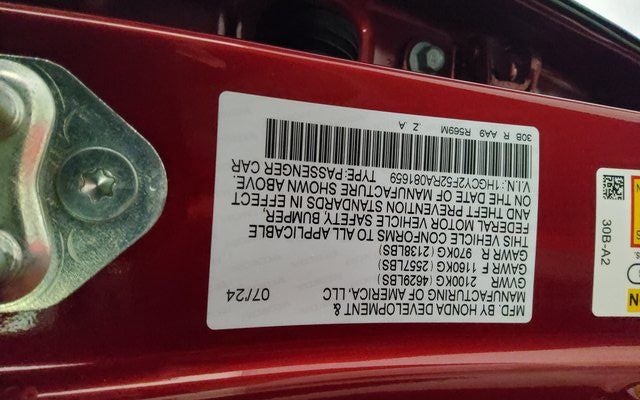 MFD. BY HONDA DEVELOPMENT &
MANUFACTURING OF AMERICA, LLC 07/24
GVWR 2100KG (4629LBS)
GAWR F 1160KG (2557LBS)
GAWR R 970KG (2138LBS)
THIS VEHICLE CONFORMS TO ALL APPLICABLE
FEDERAL MOTOR VEHICLE SAFETY, BUMPER,
AND THEFT PREVENTION STANDARDS IN EFFECT
ON THE DATE OF MANUFACTURE SHOWN ABOVE.
V.I.N.: 1HGCY2F52RA081659 TYPE: PASSENGER CAR
30B R AA9 R569M Z A
30B-A2